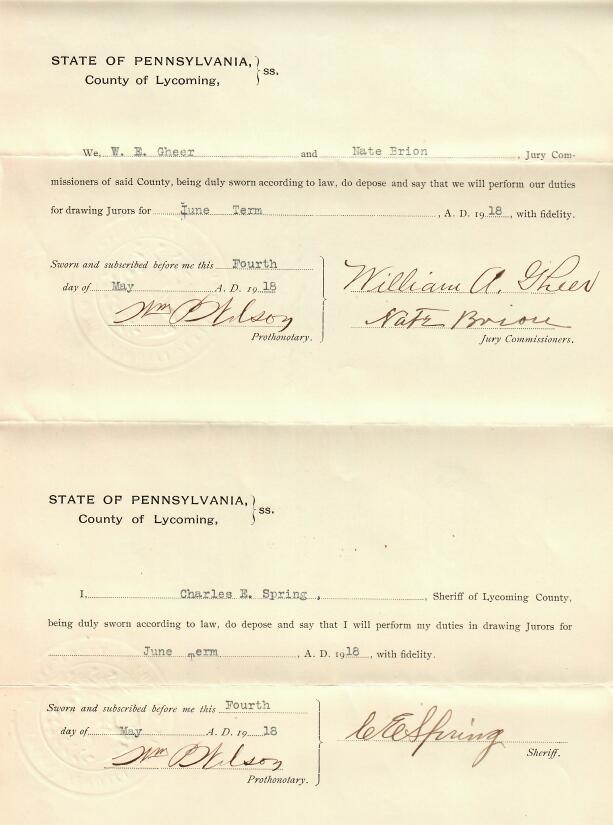 STATE OF PENNSYLVANIA,
County of Lycoming, } ss.
We, W. E. Gheer and Nate Brion, Jury Com-
missioners of said County, being duly sworn according to law, do depose and say that we will perform our duties
for drawing Jurors for June Term, A. D. 1918, with fidelity.
Sworn and subscribed before me this Fourth
day of May A. D. 1918
Wm P Wilson
Prothonotary.
William A. Gheer
Nate Brion
Jury Commissioners.
STATE OF PENNSYLVANIA,
County of Lycoming, } ss.
I, Charles E. Spring, , Sheriff of Lycoming County,
being duly sworn according to law, do depose and say that I will perform my duties in drawing Jurors for
June Term, A. D. 1918, with fidelity.
Sworn and subscribed before me this Fourth
day of May A. D. 1918
Wm P Wilson
Prothonotary.
C E Spring
Sheriff.